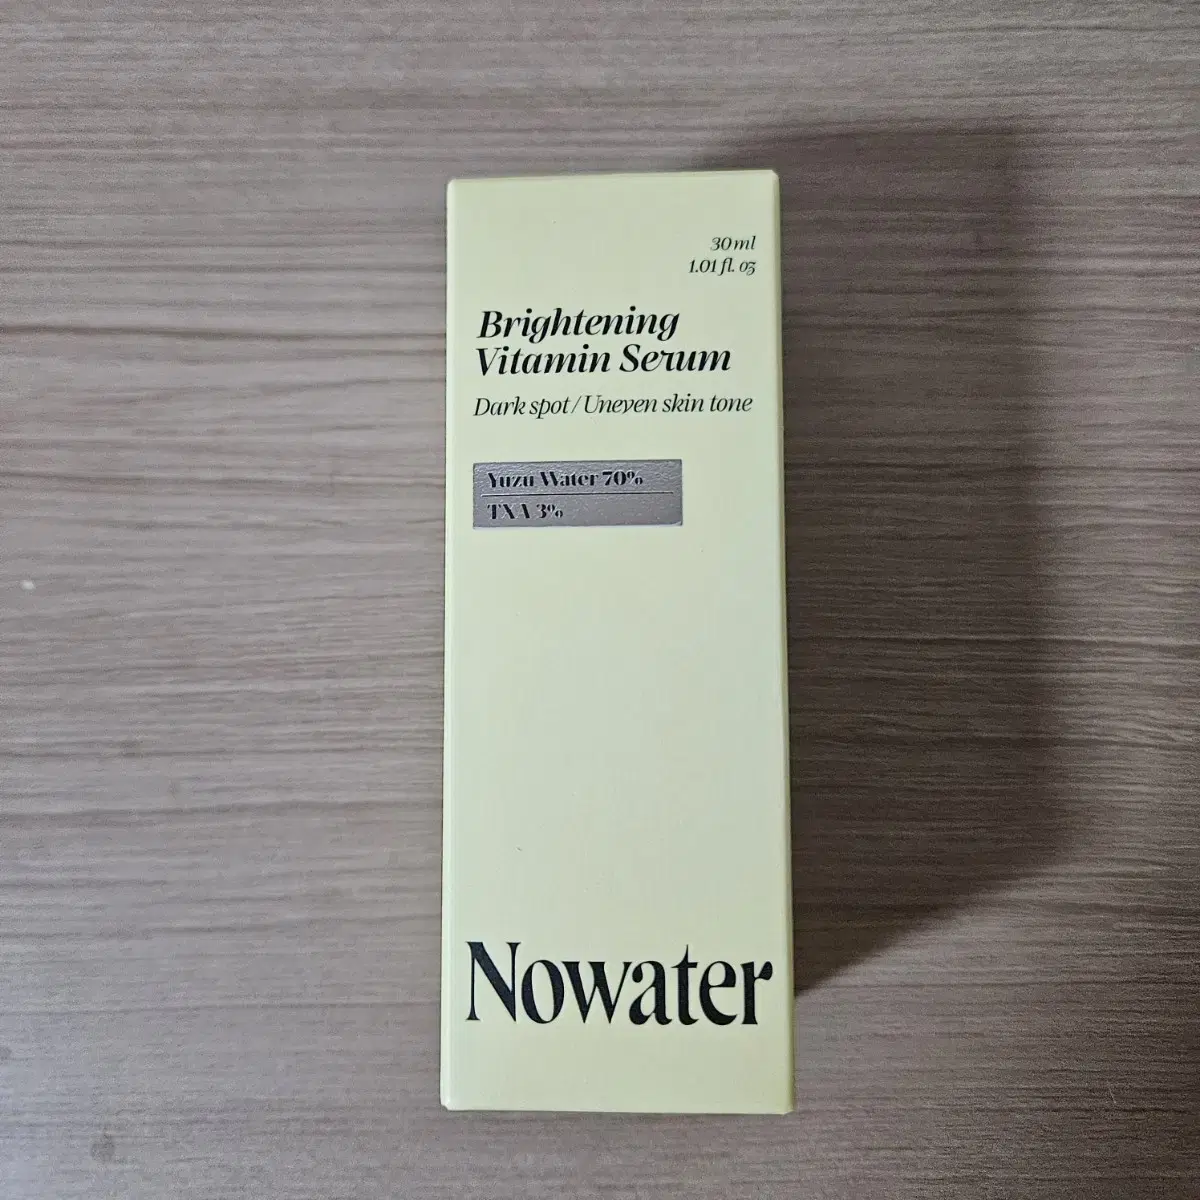 30ml
1.01 fl. oz
Brightening
Vitamin Serum
Dark spot / Uneven skin tone
Yuzu Water 70%
TXA 3%
Nowater